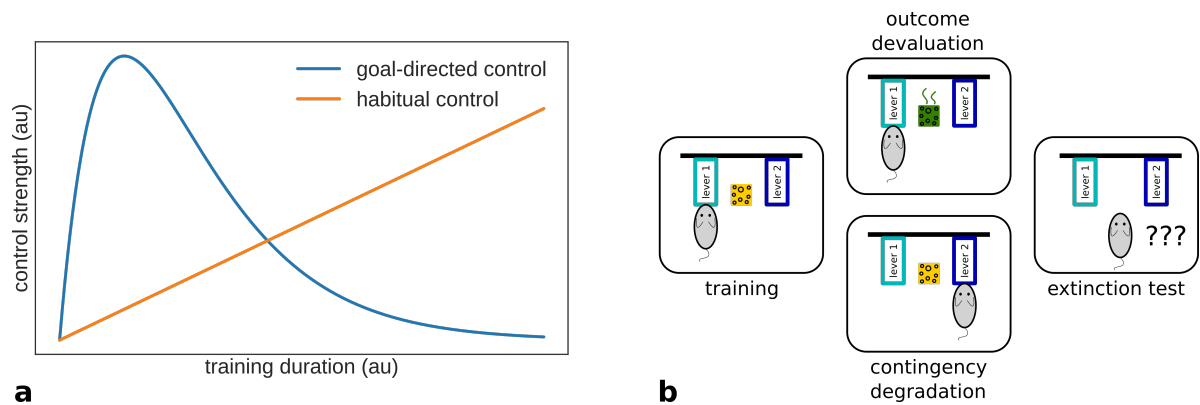 control strength (au)
goal-directed control
habitual control
training duration (au)
a
lever 1
lever 2
training
outcome
devaluation
lever 1
lever 2
lever 1
lever 2
contingency
degradation
lever 1
lever 2
???
extinction test
b